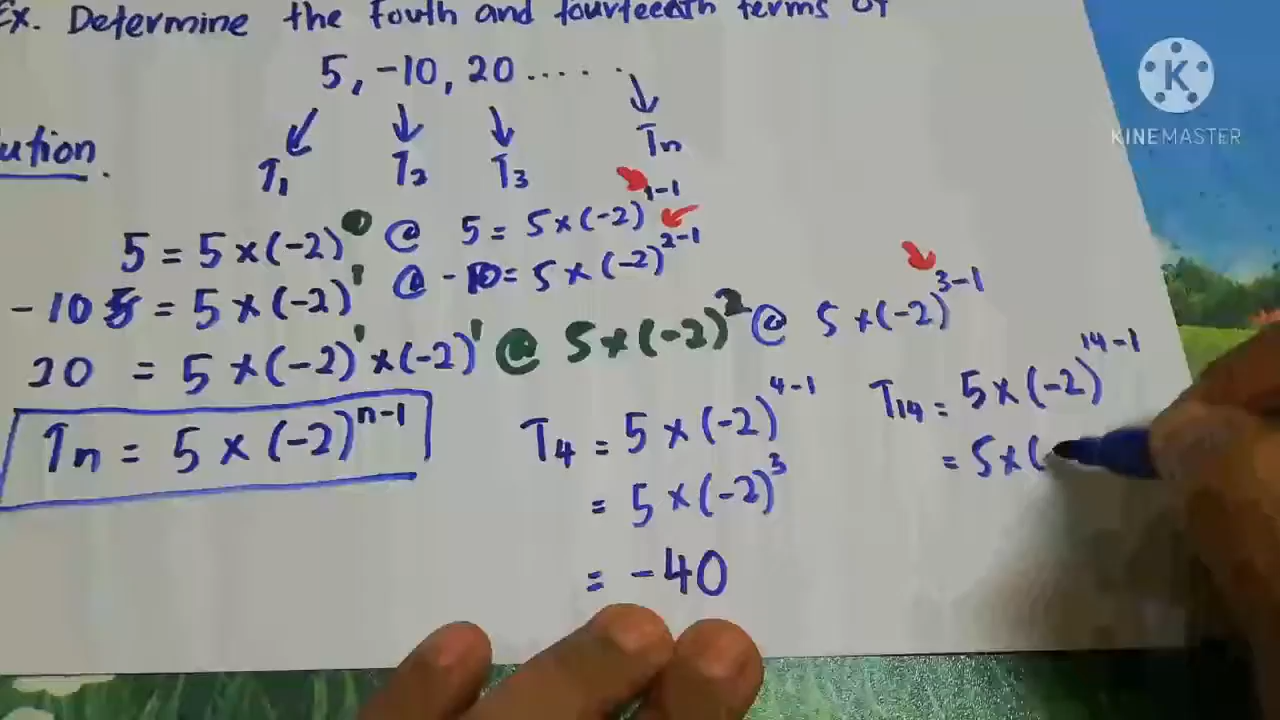 Ex. Determine the fouth and fourteeath terms of
5, -10, 20 ......
T₁ T₂ T₃ Tn
ution.
5 = 5 × (-2) @ 5 = 5 × (-2)¹⁻¹
-10 = 5 × (-2)¹ @ -10 = 5 × (-2)²⁻¹
20 = 5 × (-2)¹ × (-2)¹ @ 5 × (-2)² @ 5 × (-2)³⁻¹
Tn = 5 × (-2)ⁿ⁻¹
T₄ = 5 × (-2)⁴⁻¹
= 5 × (-2)³
= -40
T₁₄ = 5 × (-2)¹⁴⁻¹
= 5 × (-
KINEMASTER